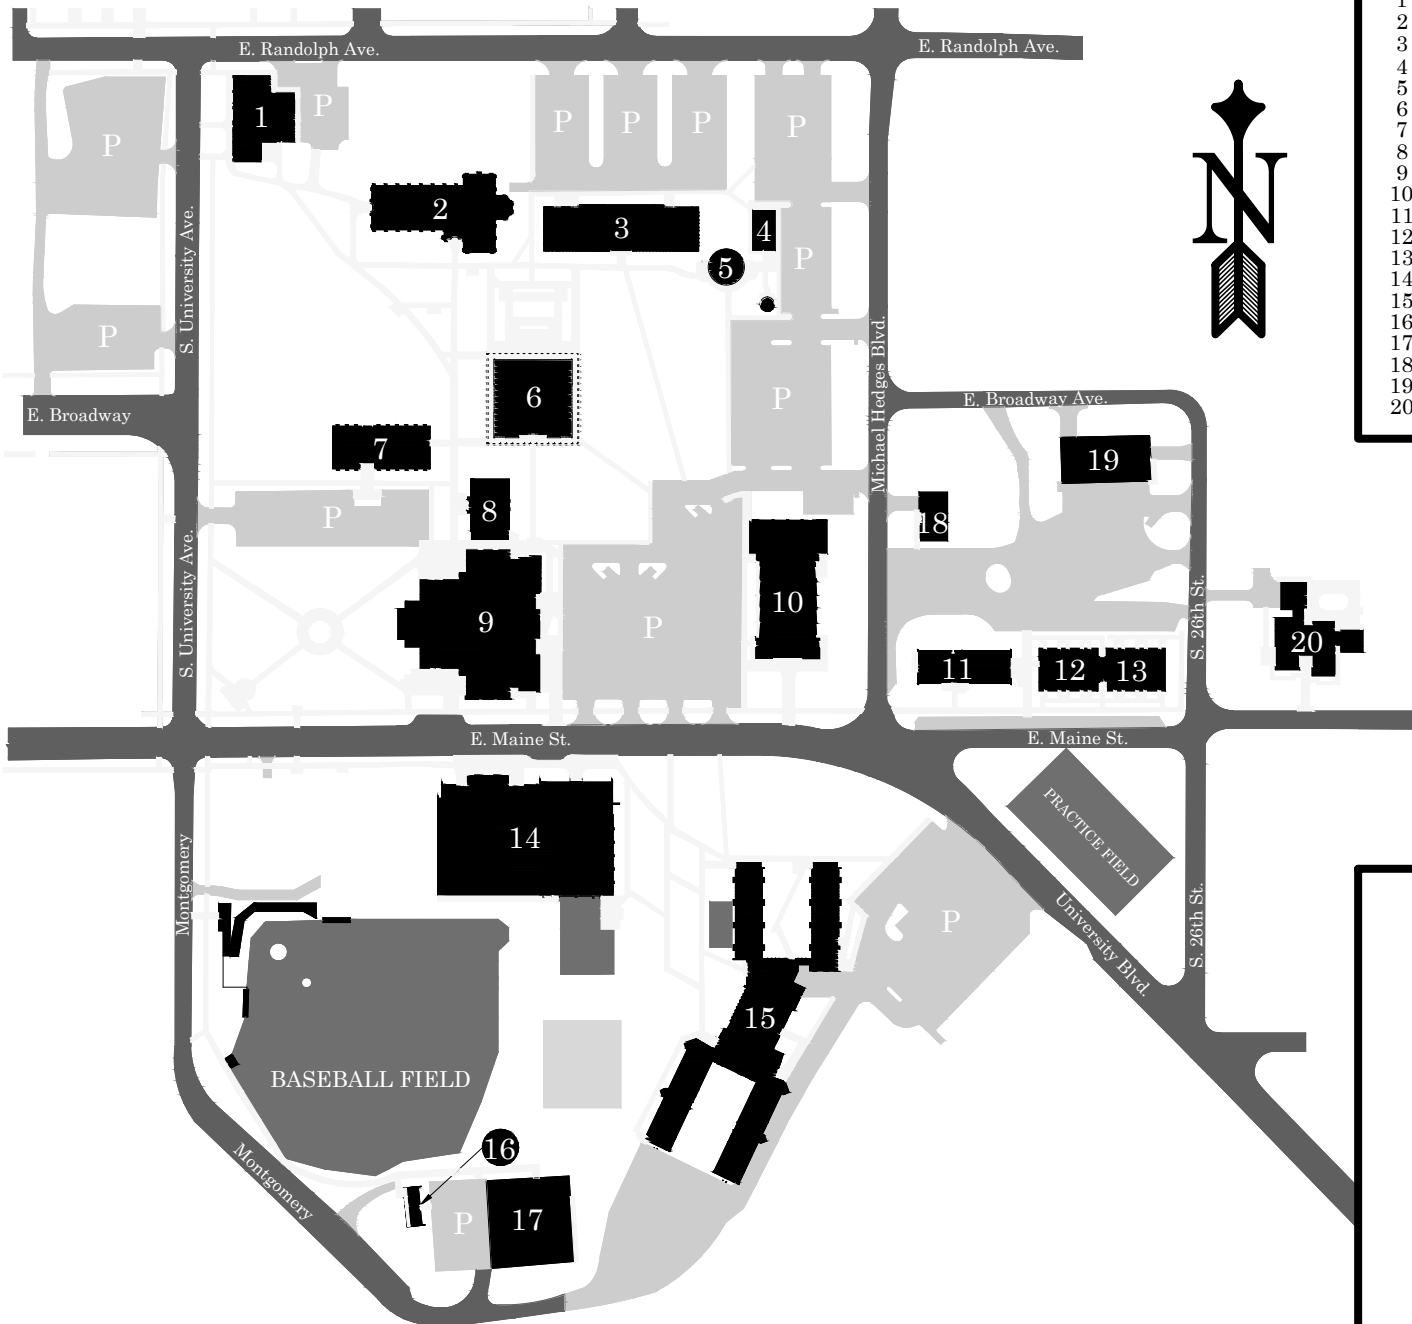 E. Randolph Ave.
E. Randolph Ave.
1
2
3
4
5
6
7
8
9
10
11
12
13
14
15
16
17
18
19
20
N
1
P
P
P
P
P
P
2
3
4
5
P
S. University Ave.
P
Michael Hedges Blvd.
6
P
E. Broadway
E. Broadway Ave.
7
19
8
P
18
S. University Ave.
9
P
10
S. 26th St.
20
11
12
13
E. Maine St.
E. Maine St.
14
PRACTICE FIELD
Montgomery
P
University Blvd.
S. 26th St.
15
BASEBALL FIELD
16
Montgomery
P
17